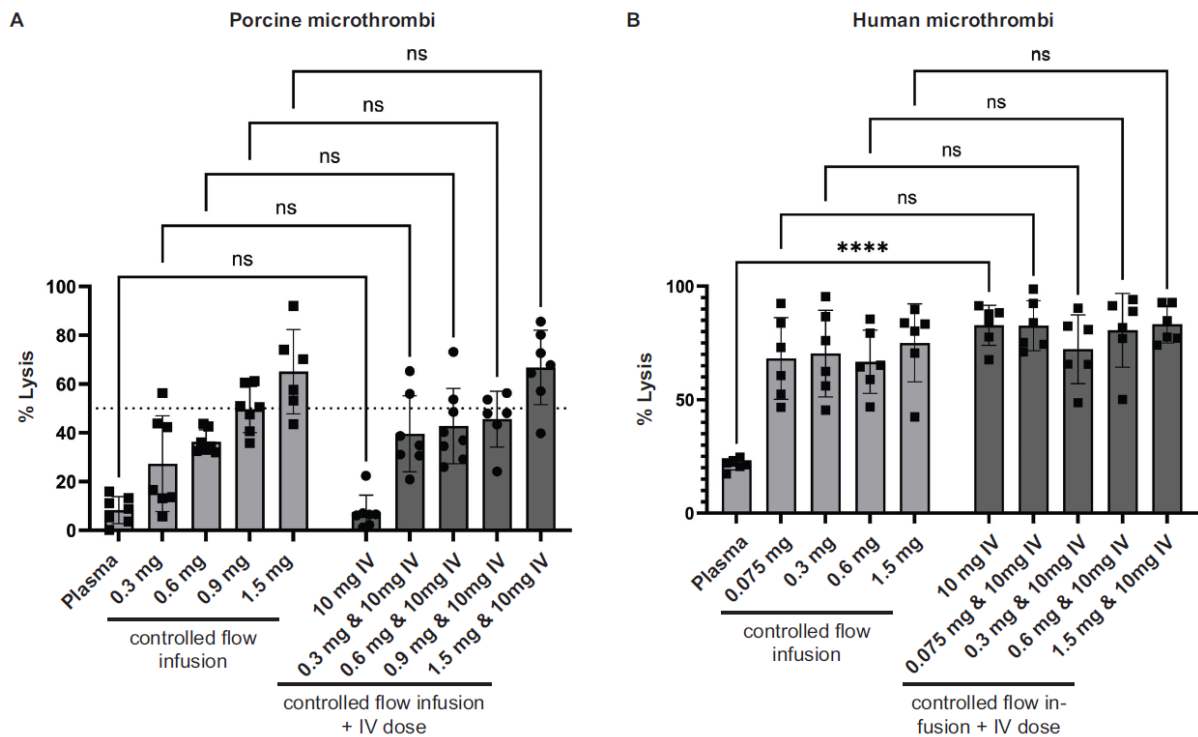 A
Porcine microthrombi
ns
ns
ns
ns
ns
% Lysis
100
80
60
40
20
0
Plasma
0.3 mg
0.6 mg
0.9 mg
1.5 mg
10 mg IV
0.3 mg & 10mg IV
0.6 mg & 10mg IV
0.9 mg & 10mg IV
1.5 mg & 10mg IV
controlled flow
infusion
controlled flow infusion
+ IV dose
B
Human microthrombi
ns
ns
ns
ns
****
% Lysis
100
50
0
Plasma
0.075 mg
0.3 mg
0.6 mg
1.5 mg
10 mg IV
0.075 mg & 10mg IV
0.3 mg & 10mg IV
0.6 mg & 10mg IV
1.5 mg & 10mg IV
controlled flow
infusion
controlled flow in-
fusion + IV dose